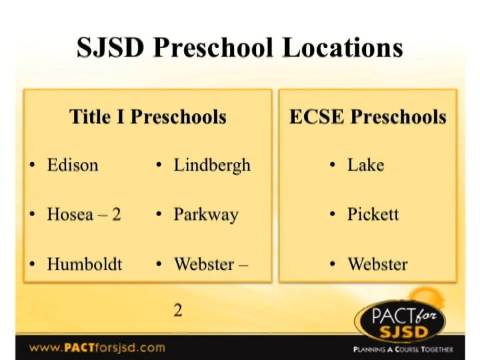 SJSD Preschool Locations
Title I Preschools
• Edison
• Hosea – 2
• Humboldt
• Lindbergh
• Parkway
• Webster –
2
ECSE Preschools
• Lake
• Pickett
• Webster
PACT for
SJSD
PLANNING A COURSE TOGETHER
www.PACTforsjsd.com